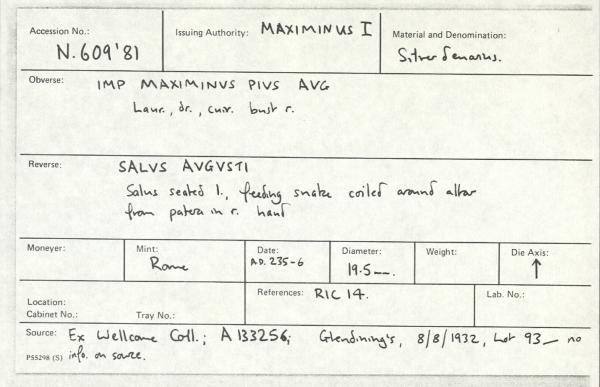 Accession No.: N.609'81
Issuing Authority: MAXIMINUS I
Material and Denomination: Silver denarius.
Obverse: IMP MAXIMINVS PIVS AVG
Laur., dr., cuir. bust r.
Reverse: SALVS AVGVSTI
Salus seated l., feeding snake coiled around altar
from patera in r. hand
Moneyer:
Mint: Rome
Date: A.D. 235-6
Diameter: 19.5 mm.
Weight:
Die Axis: ↑
Location:
Cabinet No.: Tray No.:
References: RIC 14.
Lab. No.:
Source: Ex Wellcome Coll.; A 133256; Glendining's, 8/8/1932, Lot 93 — no
PS5298 (S) info. on source.